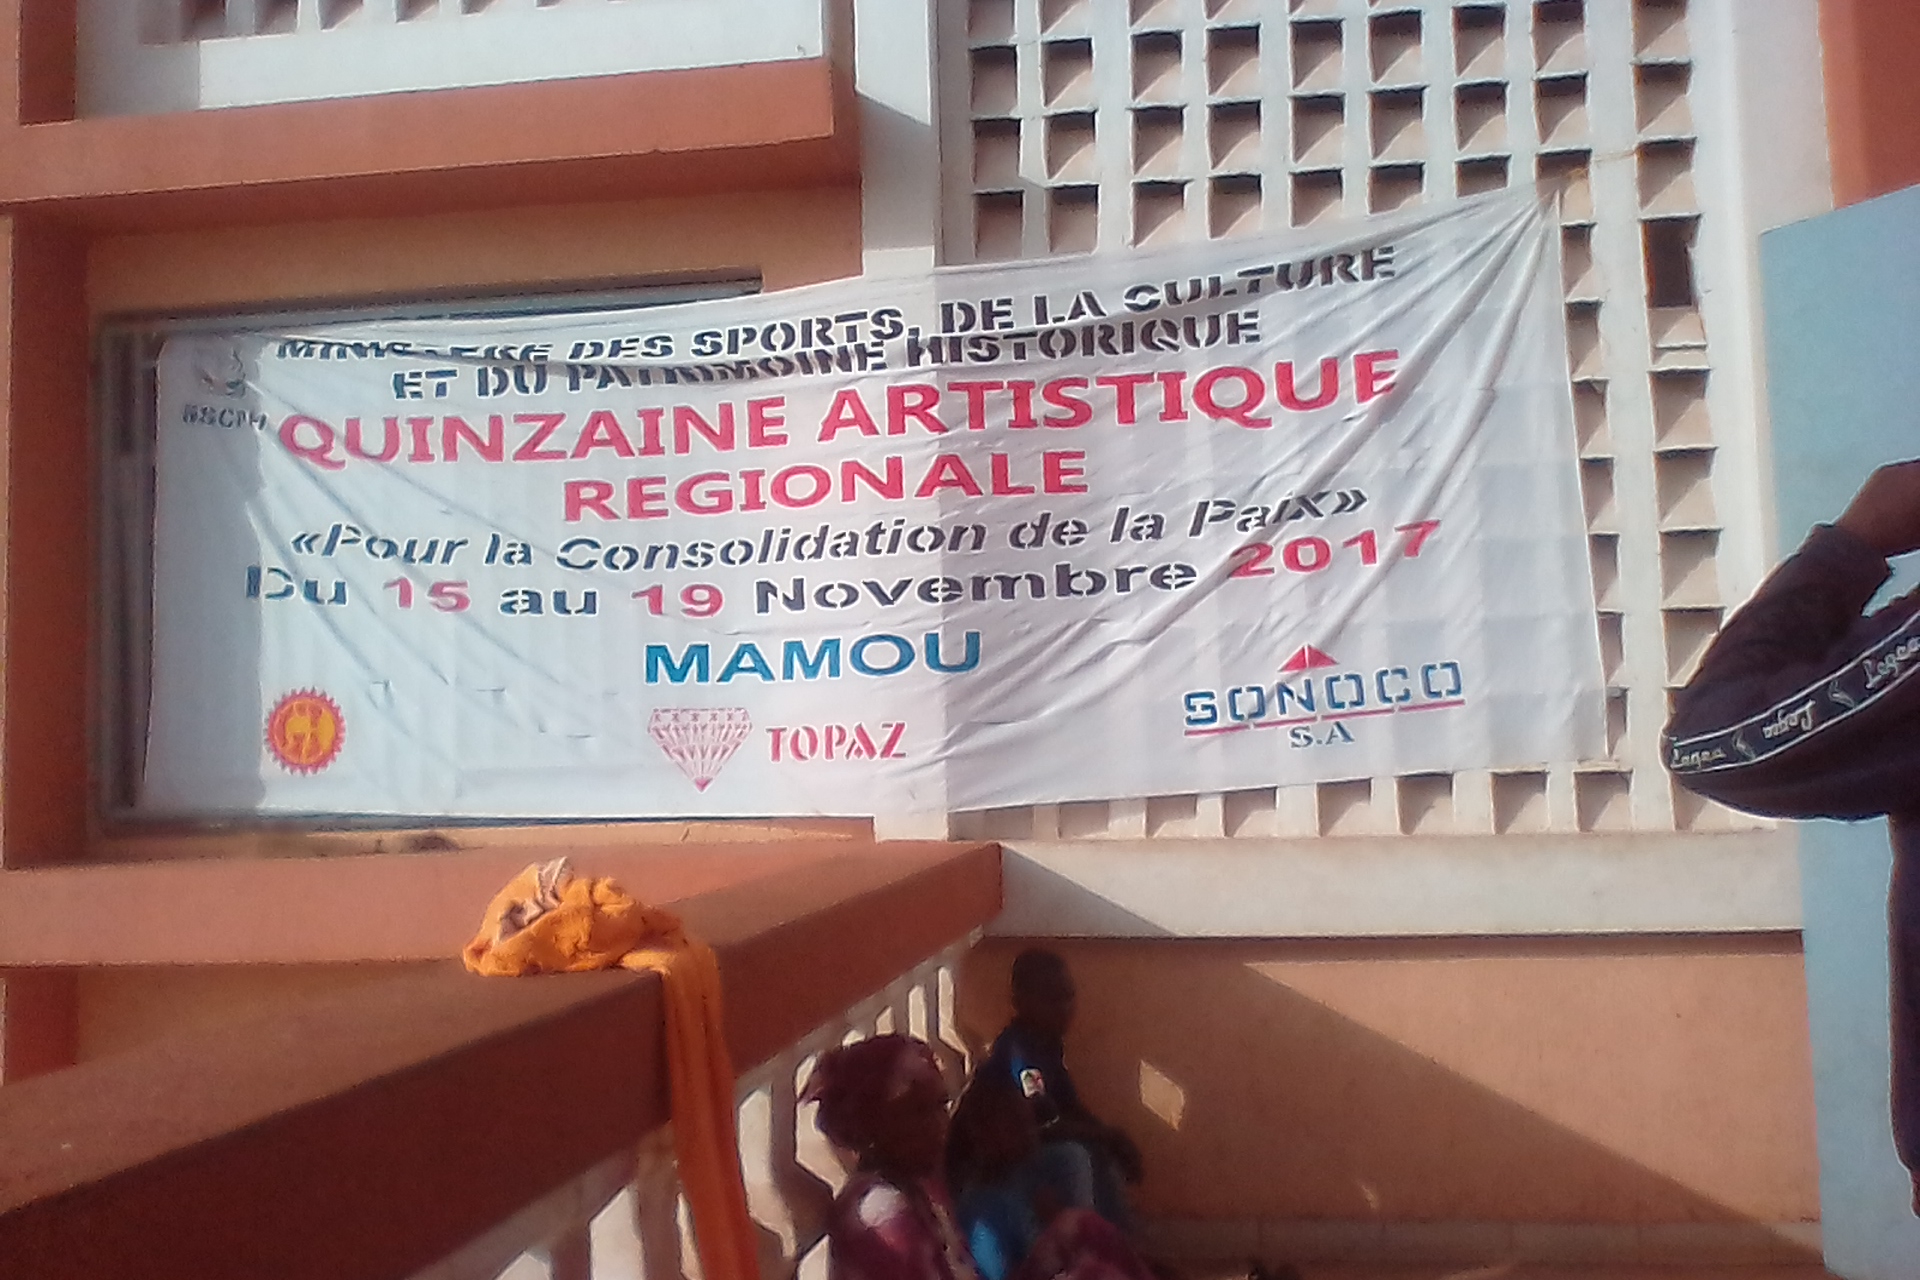 MINISTERE DES SPORTS, DE LA CULTURE
ET DU PATRIMOINE HISTORIQUE
QUINZAINE ARTISTIQUE
REGIONALE
«Pour la Consolidation de la Paix»
Du 15 au 19 Novembre 2017
MAMOU
TOPAZ
SONOCO
S.A